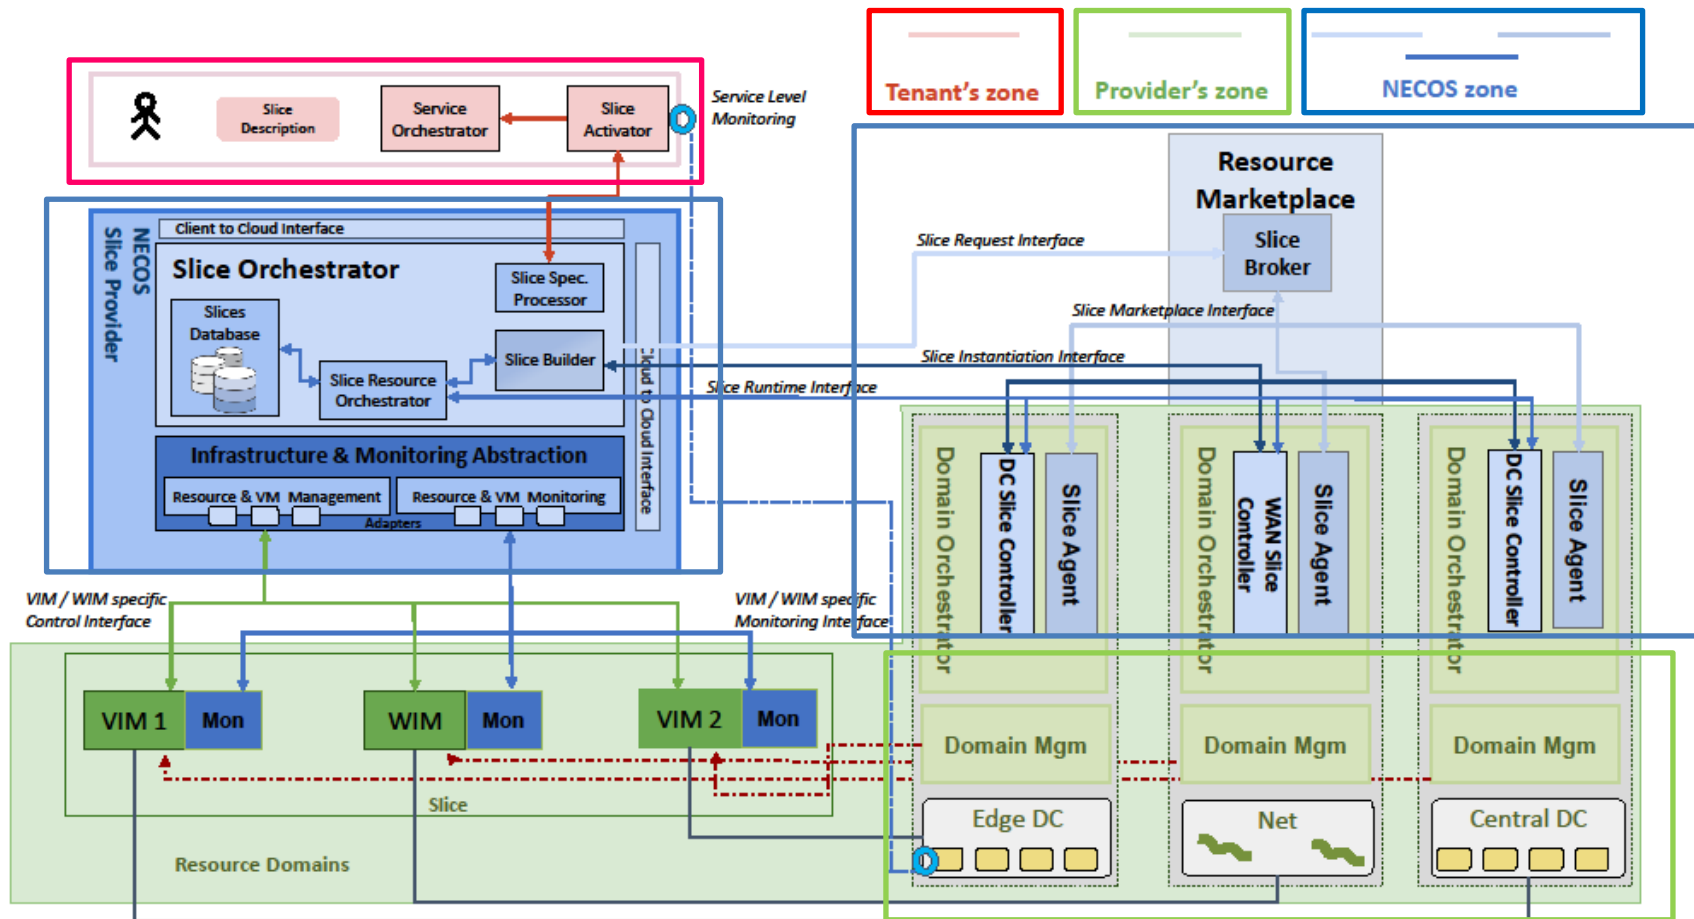 Tenant's zone
Provider's zone
NECOS zone
Slice
Description
Service
Orchestrator
Slice
Activator
Service Level
Monitoring
Resource
Marketplace
Slice
Broker
NECOS
Slice Provider
Client to Cloud Interface
Slice Orchestrator
Slice Spec.
Processor
Slices
Database
Slice Builder
Slice Resource
Orchestrator
Cloud to Cloud Interface
Slice Request Interface
Slice Marketplace Interface
Slice Instantiation Interface
Slice Runtime Interface
Infrastructure & Monitoring Abstraction
Resource & VM Management
Resource & VM Monitoring
Adapters
Domain Orchestrator
DC Slice Controller
Slice Agent
Domain Orchestrator
WAN Slice
Controller
Slice Agent
Domain Orchestrator
DC Slice Controller
Slice Agent
VIM / WIM specific
Control Interface
VIM / WIM specific
Monitoring Interface
VIM 1
Mon
WIM
Mon
VIM 2
Mon
Domain Mgm
Domain Mgm
Domain Mgm
Slice
Edge DC
Net
Central DC
Resource Domains